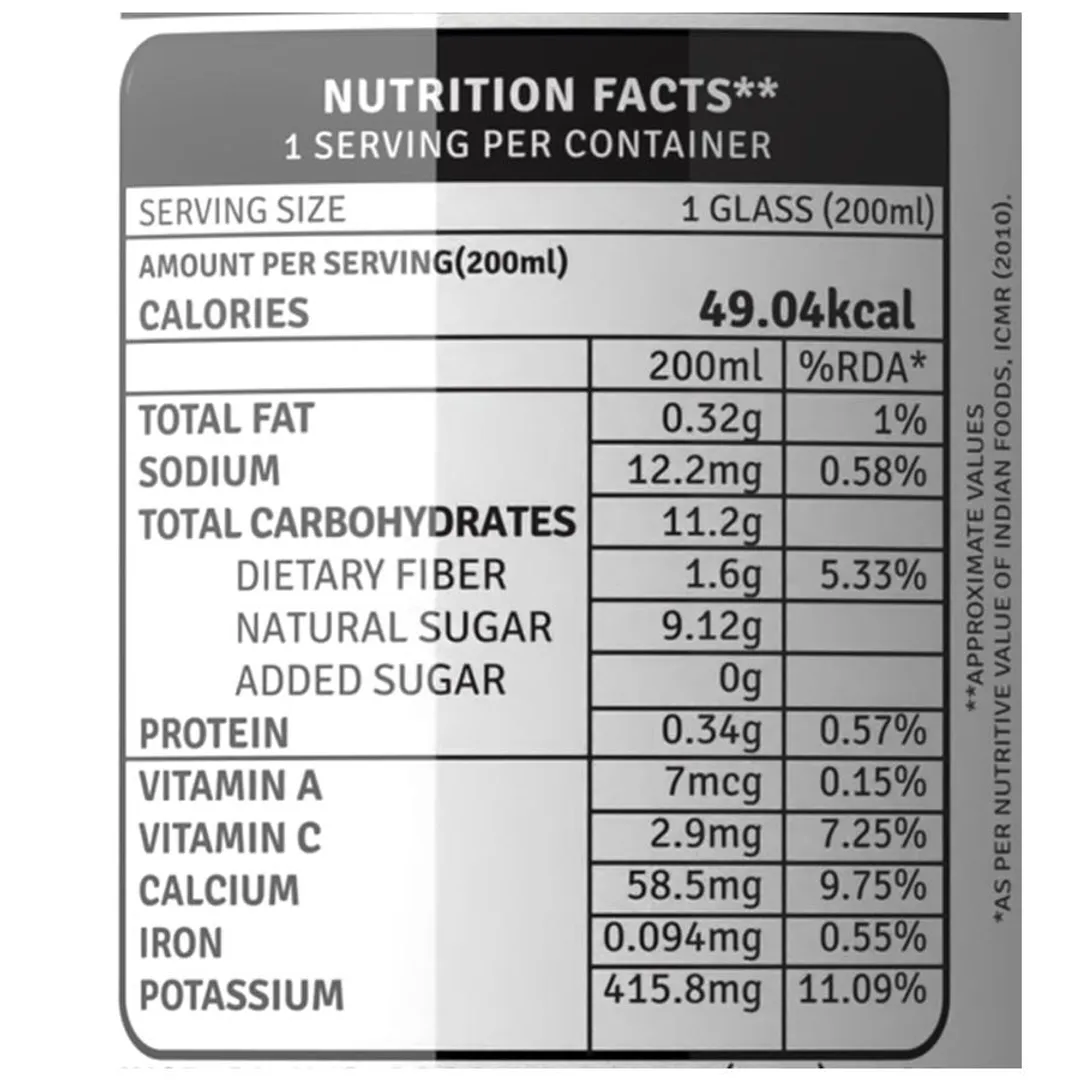 NUTRITION FACTS**
1 SERVING PER CONTAINER
SERVING SIZE 1 GLASS (200ml)
AMOUNT PER SERVING(200ml)
CALORIES 49.04kcal
200ml %RDA*
TOTAL FAT 0.32g 1%
SODIUM 12.2mg 0.58%
TOTAL CARBOHYDRATES 11.2g
DIETARY FIBER 1.6g 5.33%
NATURAL SUGAR 9.12g
ADDED SUGAR 0g
PROTEIN 0.34g 0.57%
VITAMIN A 7mcg 0.15%
VITAMIN C 2.9mg 7.25%
CALCIUM 58.5mg 9.75%
IRON 0.094mg 0.55%
POTASSIUM 415.8mg 11.09%
**APPROXIMATE VALUES
*AS PER NUTRITIVE VALUE OF INDIAN FOODS, ICMR (2010).